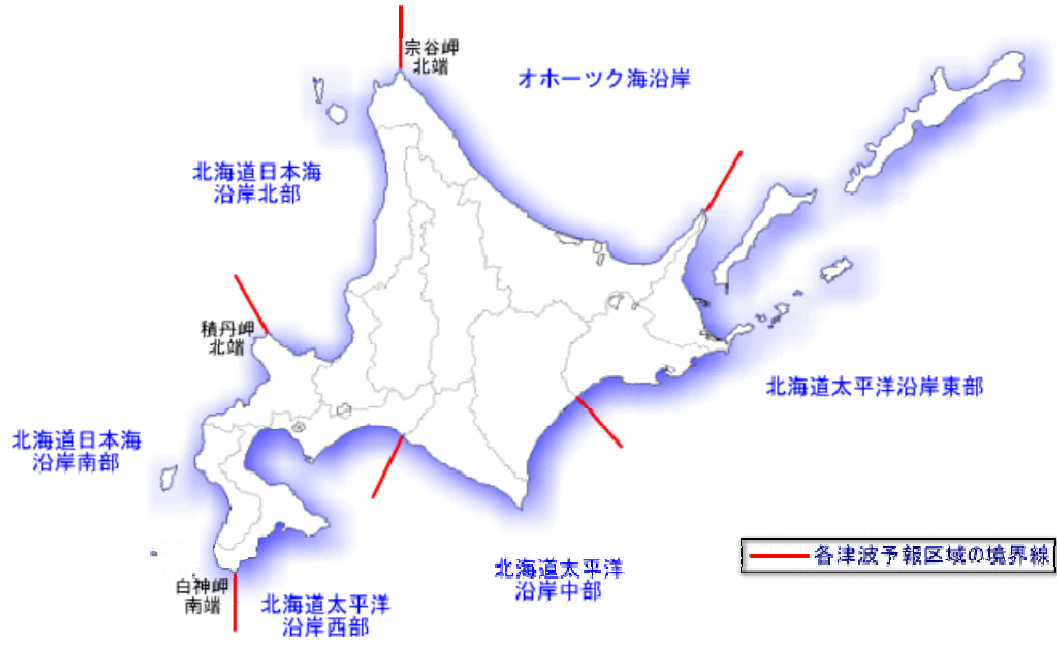 宗谷岬
北端
オホーツク海沿岸
北海道日本海
沿岸北部
積丹岬
北端
北海道太平洋沿岸東部
北海道日本海
沿岸南部
各津波予報区域の境界線
北海道太平洋
沿岸中部
白神岬
南端
北海道太平洋
沿岸西部